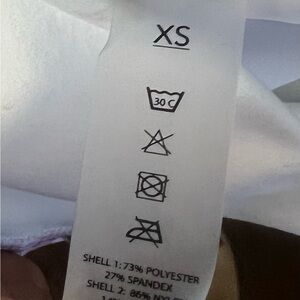 XS
30 C
SHELL 1: 73% POLYESTER
27% SPANDEX
SHELL 2: 86%